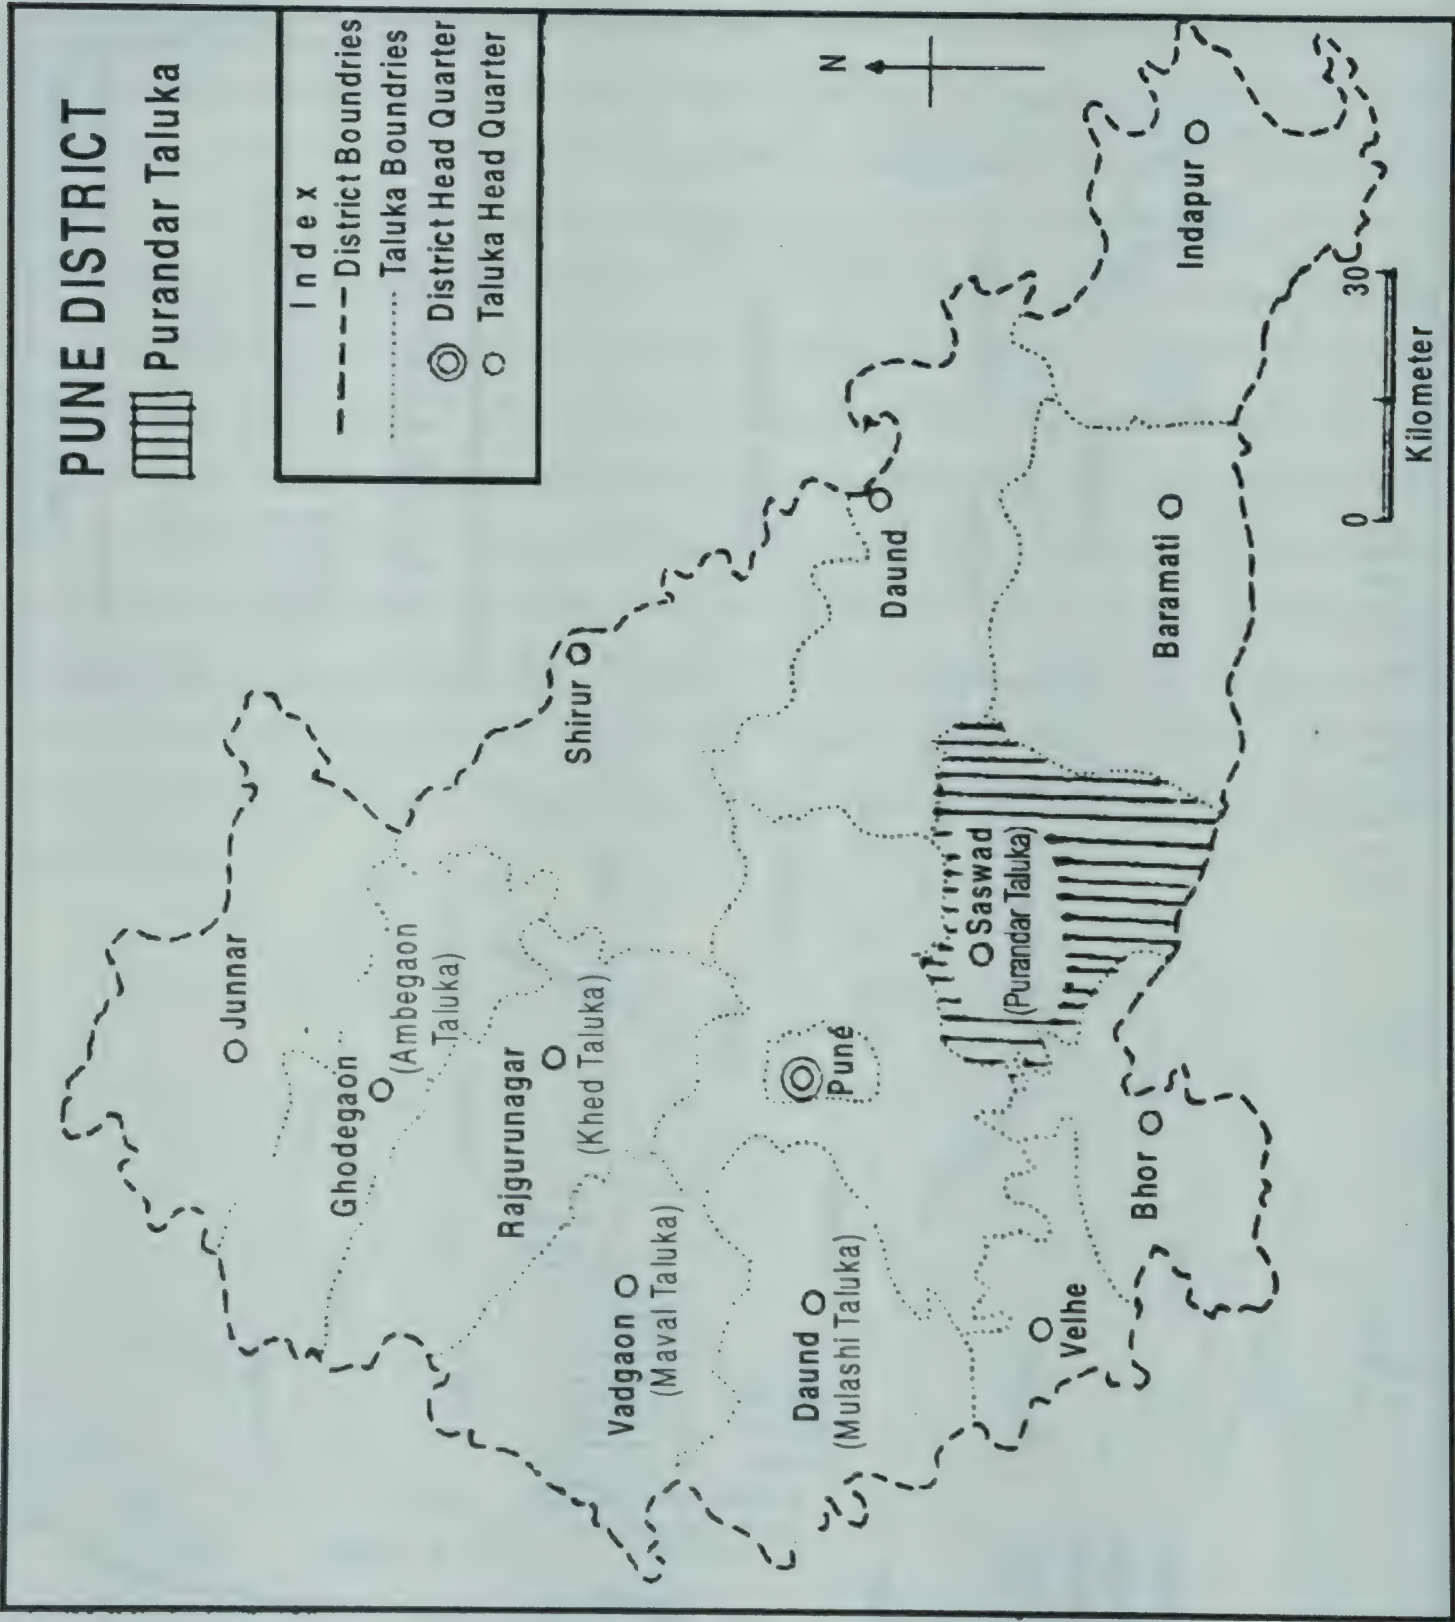 PUNE DISTRICT
Purandar Taluka
Index
District Boundries
Taluka Boundries
District Head Quarter
Taluka Head Quarter
N
Junnar
Ghodegaon
(Ambegaon
Taluka)
Rajgurunagar
(Khed Taluka)
Shirur
Vadgaon
(Maval Taluka)
Puné
Daund
(Mulashi Taluka)
Daund
Saswad
(Purandar Taluka)
Velhe
Bhor
Baramati
Indapur
0
30
Kilometer